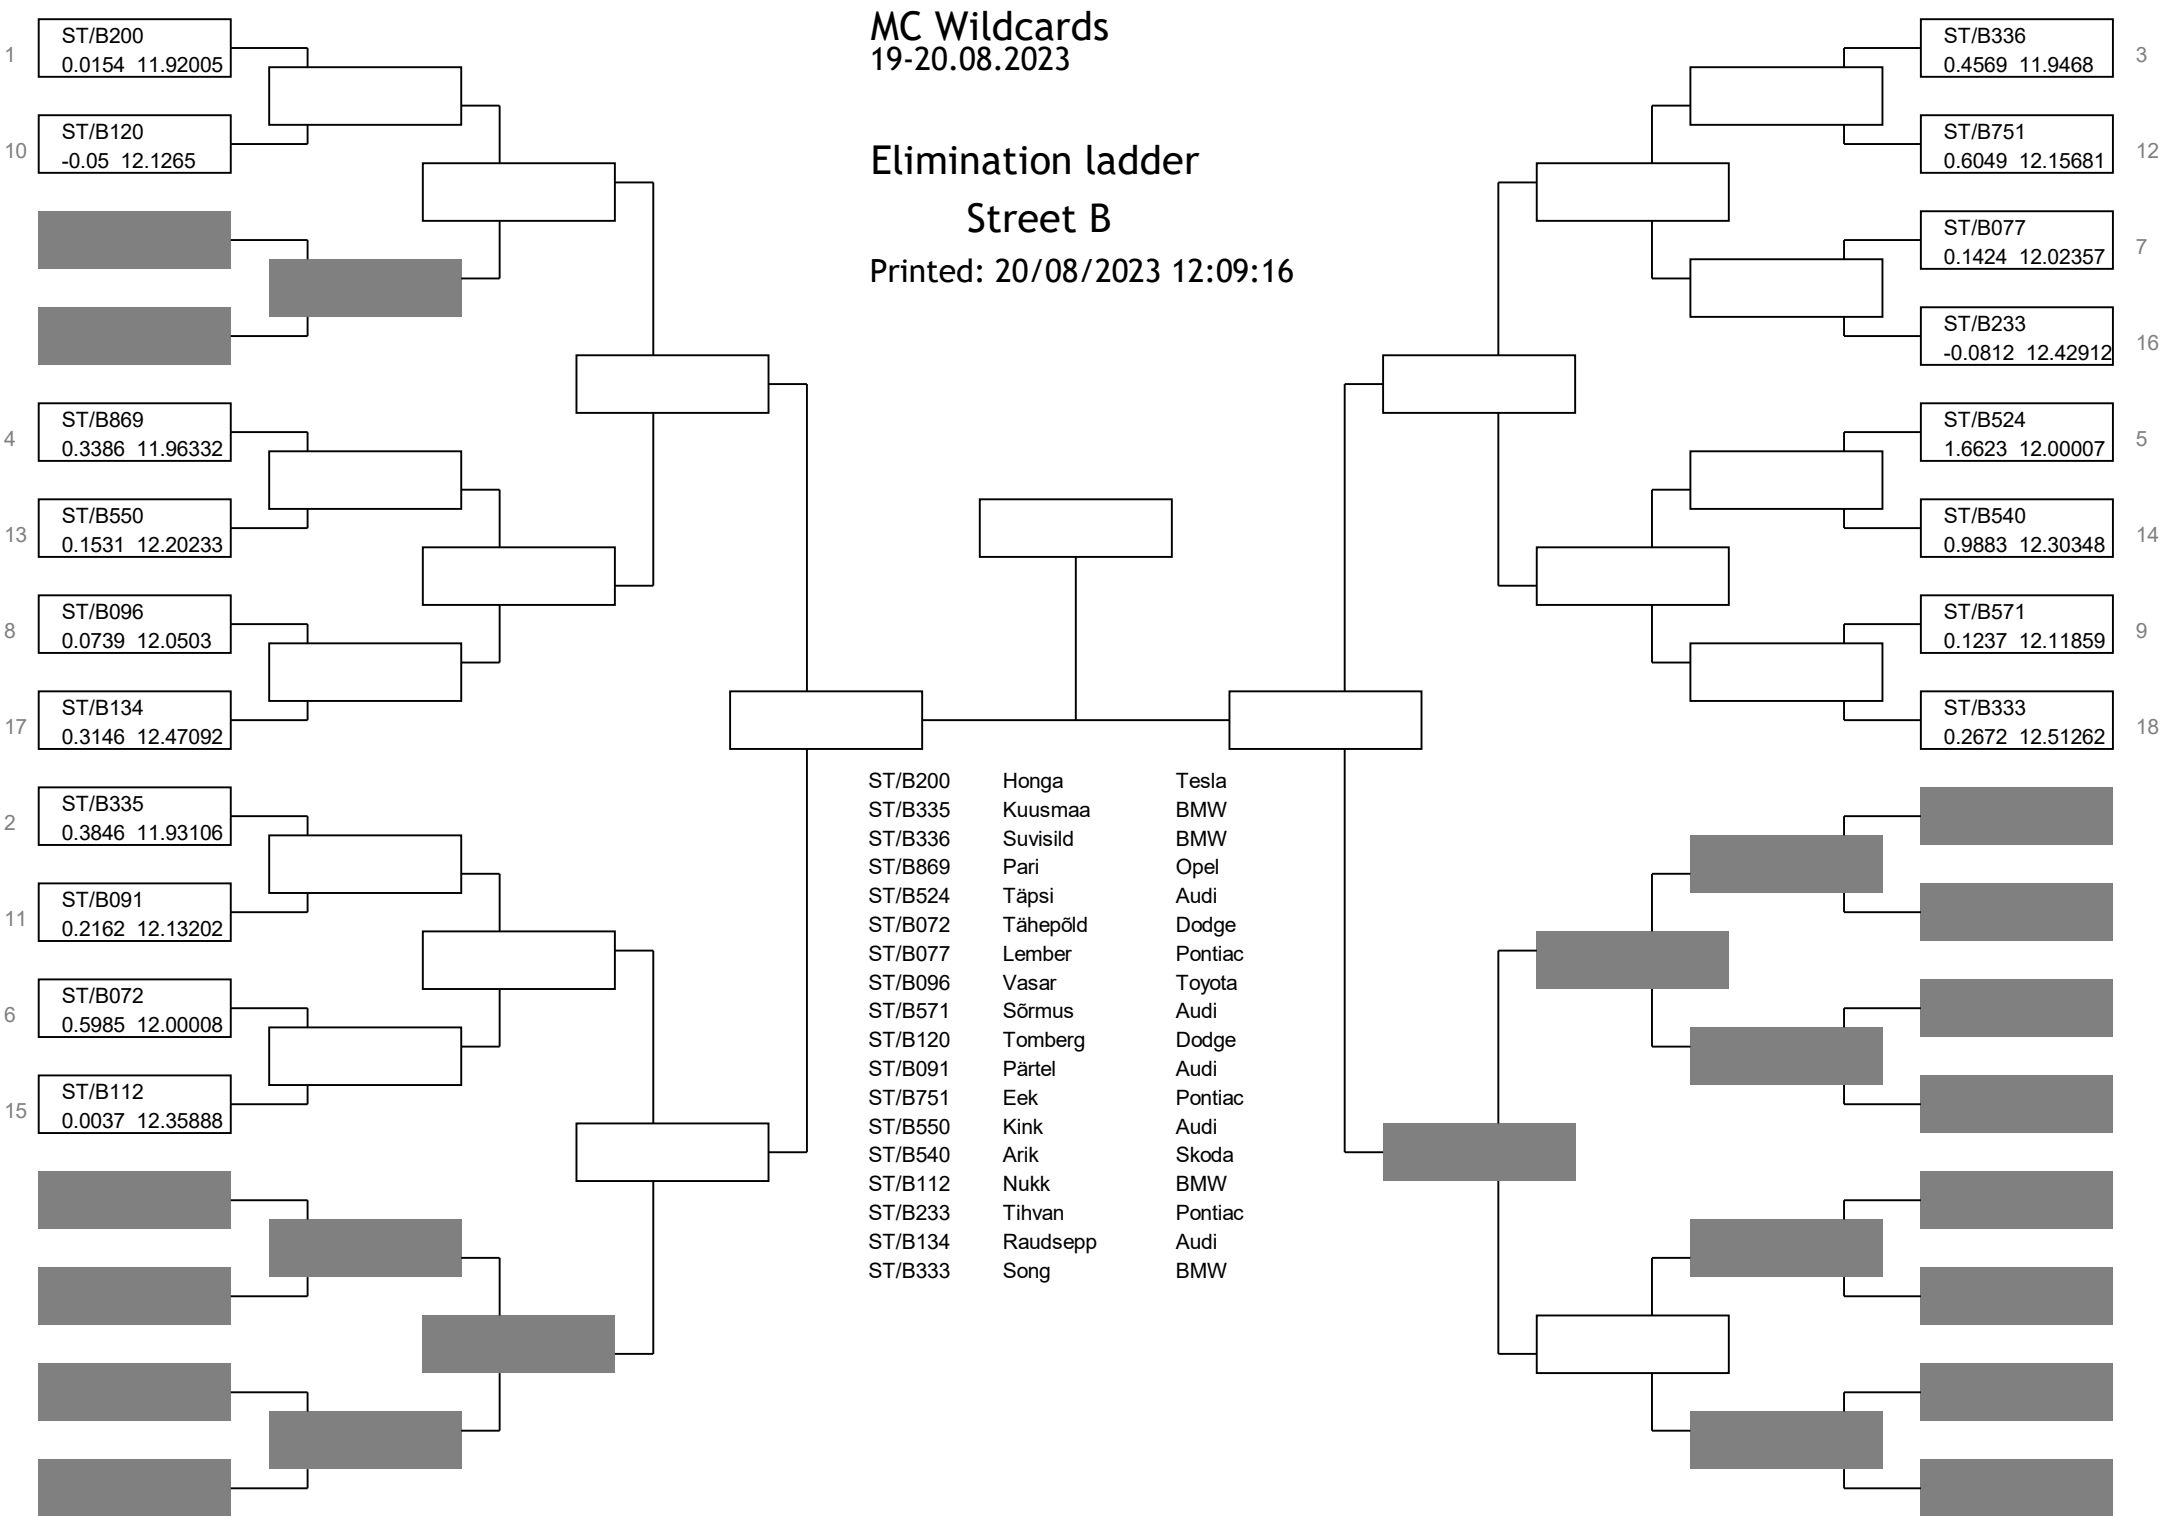 MC Wildcards
19-20.08.2023
Elimination ladder
Street B
Printed: 20/08/2023 12:09:16
1
ST/B200
0.0154 11.92005
10
ST/B120
-0.05 12.1265
4
ST/B869
0.3386 11.96332
13
ST/B550
0.1531 12.20233
8
ST/B096
0.0739 12.0503
17
ST/B134
0.3146 12.47092
2
ST/B335
0.3846 11.93106
11
ST/B091
0.2162 12.13202
6
ST/B072
0.5985 12.00008
15
ST/B112
0.0037 12.35888
ST/B336
0.4569 11.9468
3
ST/B751
0.6049 12.15681
12
ST/B077
0.1424 12.02357
7
ST/B233
-0.0812 12.42912
16
ST/B524
1.6623 12.00007
5
ST/B540
0.9883 12.30348
14
ST/B571
0.1237 12.11859
9
ST/B333
0.2672 12.51262
18
ST/B200 Honga Tesla
ST/B335 Kuusmaa BMW
ST/B336 Suvisild BMW
ST/B869 Pari Opel
ST/B524 Täpsi Audi
ST/B072 Tähepõld Dodge
ST/B077 Lember Pontiac
ST/B096 Vasar Toyota
ST/B571 Sõrmus Audi
ST/B120 Tomberg Dodge
ST/B091 Pärtel Audi
ST/B751 Eek Pontiac
ST/B550 Kink Audi
ST/B540 Arik Skoda
ST/B112 Nukk BMW
ST/B233 Tihvan Pontiac
ST/B134 Raudsepp Audi
ST/B333 Song BMW